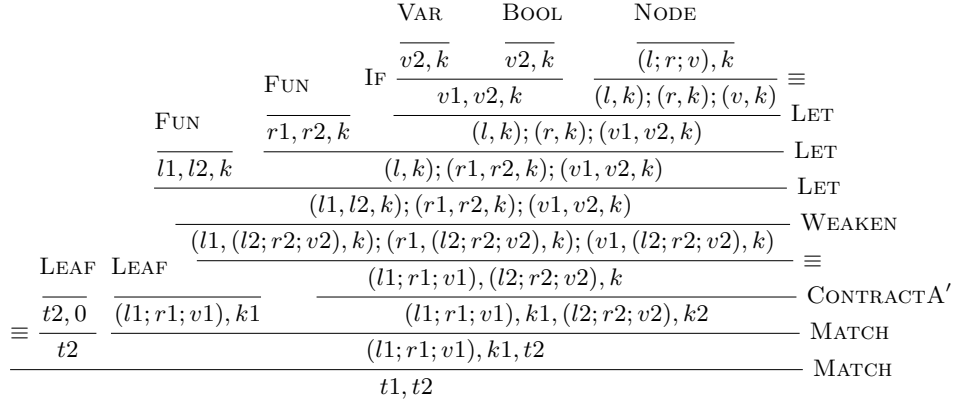 VAR BOOL NODE
v2, k v2, k (l; r; v), k
FUN IF v1, v2, k (l, k); (r, k); (v, k) ≡
FUN r1, r2, k (l, k); (r, k); (v1, v2, k) LET
l1, l2, k (l, k); (r1, r2, k); (v1, v2, k) LET
(l1, l2, k); (r1, r2, k); (v1, v2, k) LET
(l1, (l2; r2; v2), k); (r1, (l2; r2; v2), k); (v1, (l2; r2; v2), k) WEAKEN
LEAF LEAF (l1; r1; v1), (l2; r2; v2), k ≡
t2, 0 (l1; r1; v1), k1 (l1; r1; v1), k1, (l2; r2; v2), k2 CONTRACTA′
≡ t2 (l1; r1; v1), k1, t2 MATCH
t1, t2 MATCH